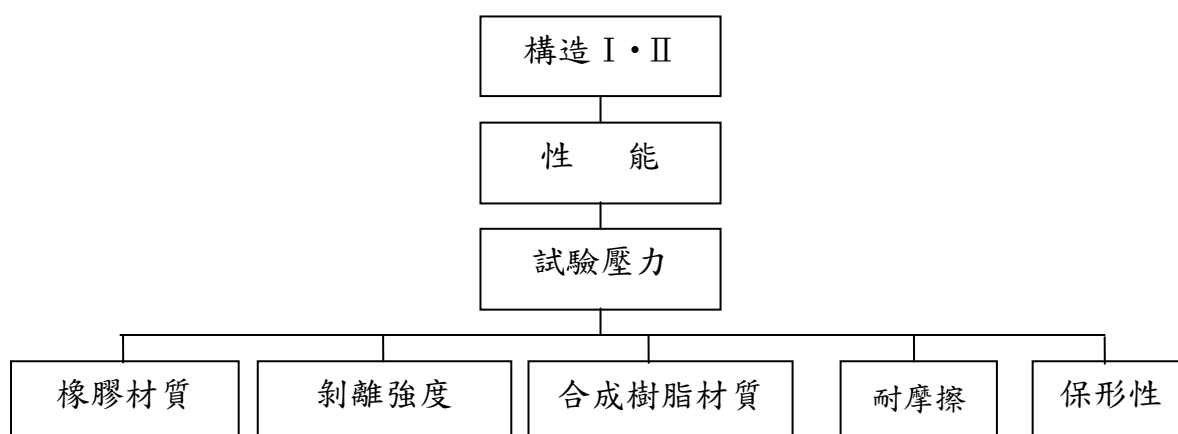 構造Ⅰ·Ⅱ
性　能
試驗壓力
橡膠材質
剝離強度
合成樹脂材質
耐摩擦
保形性